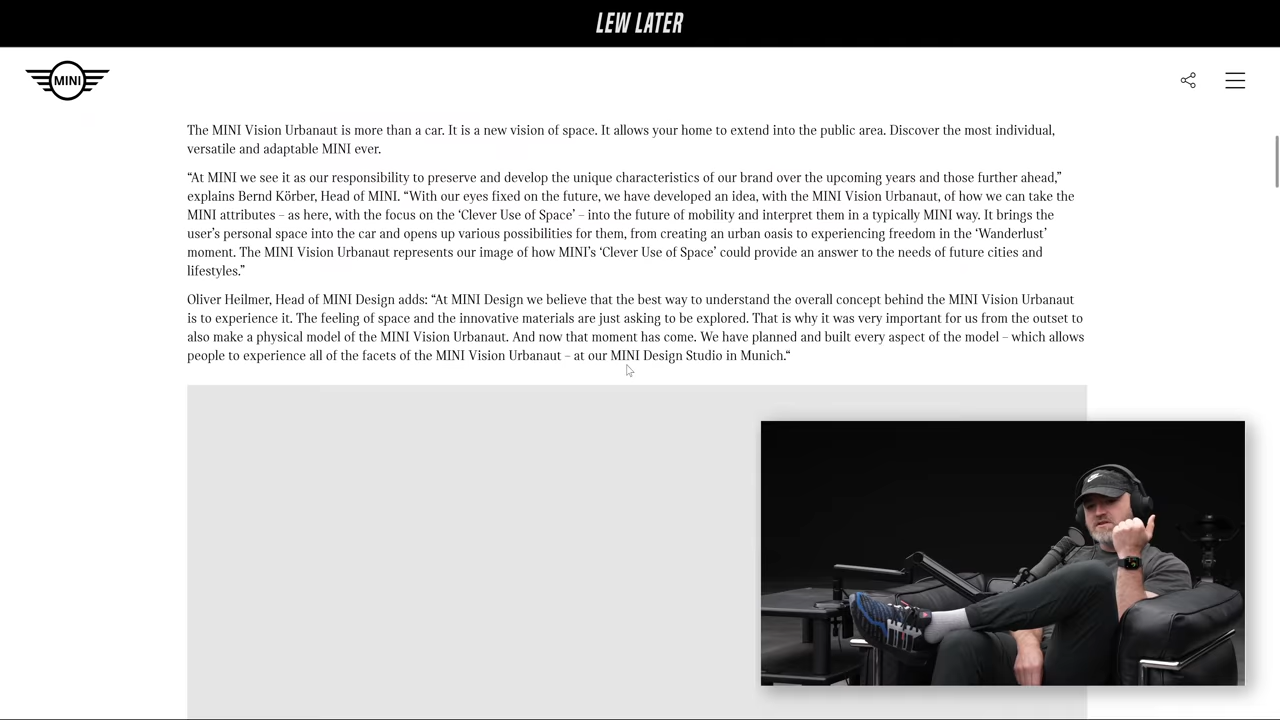 LEW LATER
MINI
The MINI Vision Urbanaut is more than a car. It is a new vision of space. It allows your home to extend into the public area. Discover the most individual,
versatile and adaptable MINI ever.
“At MINI we see it as our responsibility to preserve and develop the unique characteristics of our brand over the upcoming years and those further ahead,”
explains Bernd Körber, Head of MINI. “With our eyes fixed on the future, we have developed an idea, with the MINI Vision Urbanaut, of how we can take the
MINI attributes – as here, with the focus on the ‘Clever Use of Space’ – into the future of mobility and interpret them in a typically MINI way. It brings the
user’s personal space into the car and opens up various possibilities for them, from creating an urban oasis to experiencing freedom in the ‘Wanderlust’
moment. The MINI Vision Urbanaut represents our image of how MINI’s ‘Clever Use of Space’ could provide an answer to the needs of future cities and
lifestyles.”
Oliver Heilmer, Head of MINI Design adds: “At MINI Design we believe that the best way to understand the overall concept behind the MINI Vision Urbanaut
is to experience it. The feeling of space and the innovative materials are just asking to be explored. That is why it was very important for us from the outset to
also make a physical model of the MINI Vision Urbanaut. And now that moment has come. We have planned and built every aspect of the model – which allows
people to experience all of the facets of the MINI Vision Urbanaut – at our MINI Design Studio in Munich.“